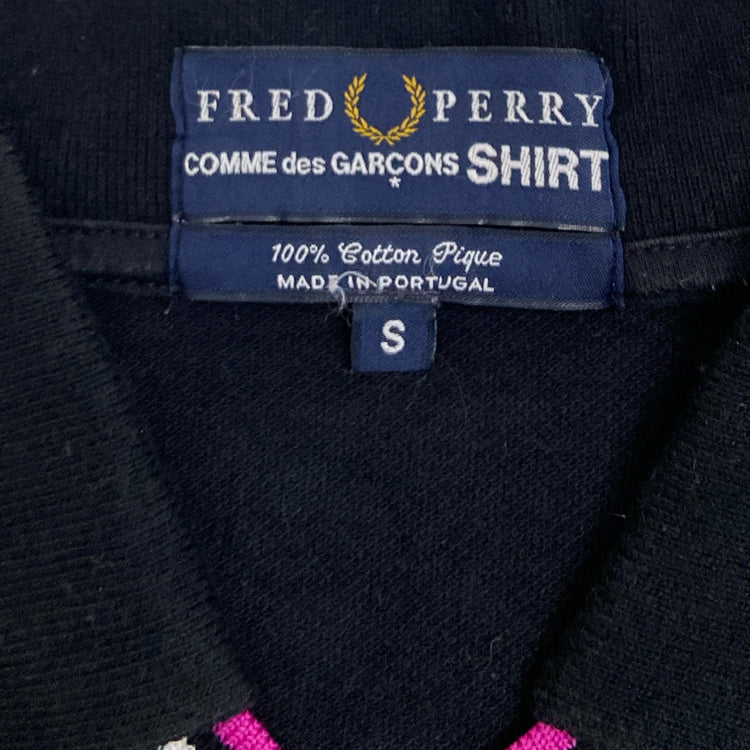 FRED PERRY
COMME des GARÇONS SHIRT
*
100% Cotton Pique
MADE IN PORTUGAL
S